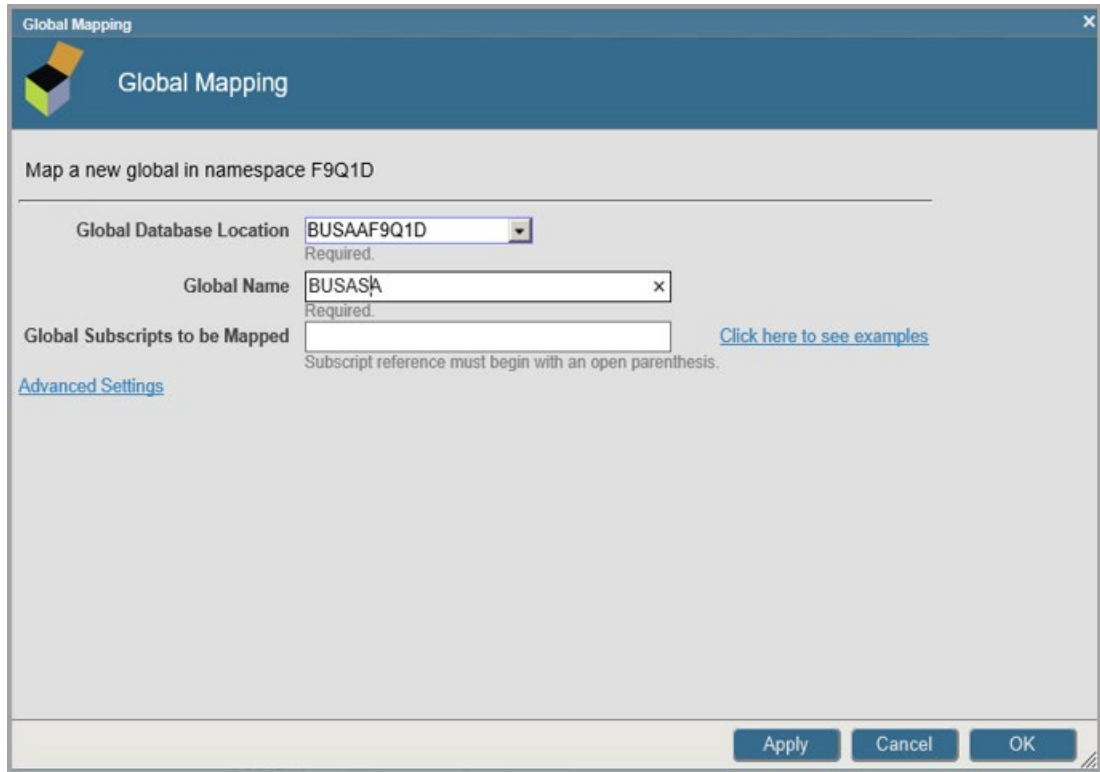 Global Mapping
×
Global Mapping
Map a new global in namespace F9Q1D
Global Database Location BUSAAF9Q1D
Required.
Global Name BUSASA ×
Required.
Global Subscripts to be Mapped Click here to see examples
Subscript reference must begin with an open parenthesis.
Advanced Settings
Apply Cancel OK